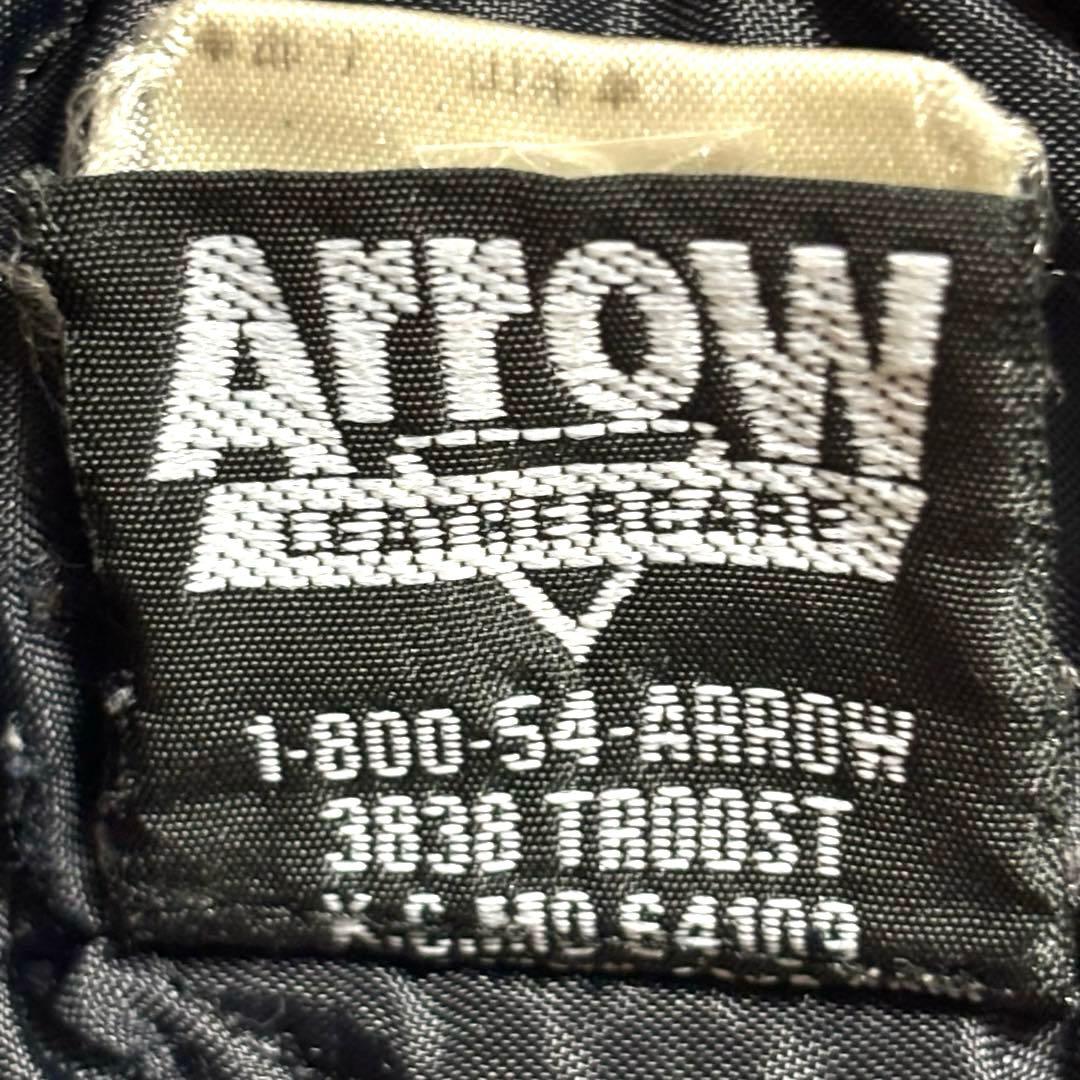 Arrow
LEATHERCARE
1-800-54-ARROW
3838 TROOST
K.C.MO.64109